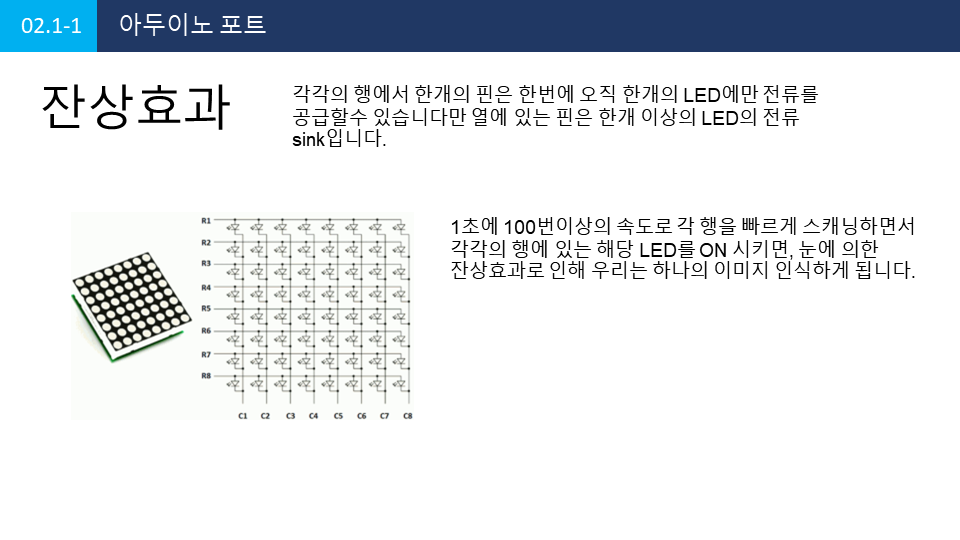 02.1-1
아두이노 포트
잔상효과
각각의 행에서 한개의 핀은 한번에 오직 한개의 LED에만 전류를
공급할수 있습니다만 열에 있는 핀은 한개 이상의 LED의 전류
sink입니다.
1초에 100번이상의 속도로 각 행을 빠르게 스캐닝하면서
각각의 행에 있는 해당 LED를 ON 시키면, 눈에 의한
잔상효과로 인해 우리는 하나의 이미지 인식하게 됩니다.
R1
R2
R3
R4
R5
R6
R7
R8
C1 C2 C3 C4 C5 C6 C7 C8